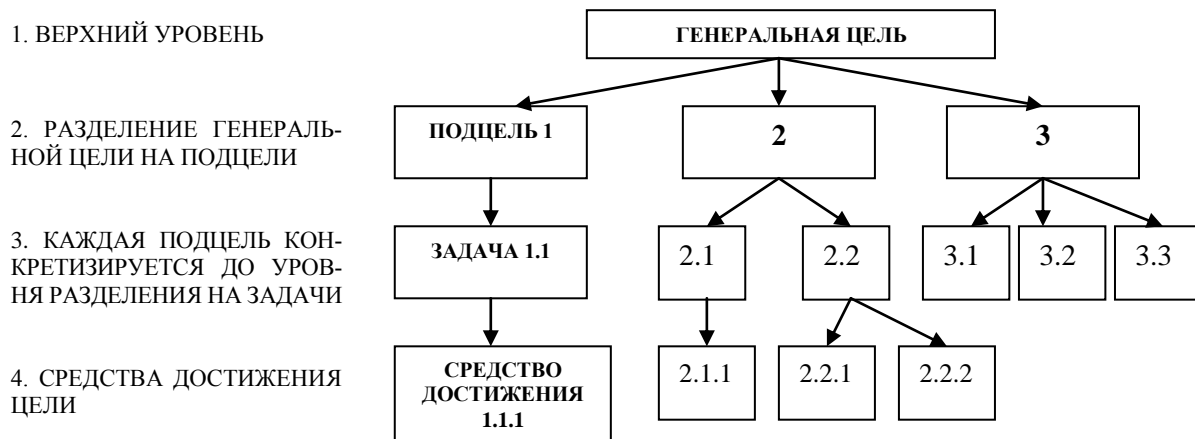 1. ВЕРХНИЙ УРОВЕНЬ
ГЕНЕРАЛЬНАЯ ЦЕЛЬ
2. РАЗДЕЛЕНИЕ ГЕНЕРАЛЬ-
НОЙ ЦЕЛИ НА ПОДЦЕЛИ
ПОДЦЕЛЬ 1
2
3
3. КАЖДАЯ ПОДЦЕЛЬ КОН-
КРЕТИЗИРУЕТСЯ ДО УРОВ-
НЯ РАЗДЕЛЕНИЯ НА ЗАДАЧИ
ЗАДАЧА 1.1
2.1
2.2
3.1
3.2
3.3
4. СРЕДСТВА ДОСТИЖЕНИЯ
ЦЕЛИ
СРЕДСТВО
ДОСТИЖЕНИЯ
1.1.1
2.1.1
2.2.1
2.2.2